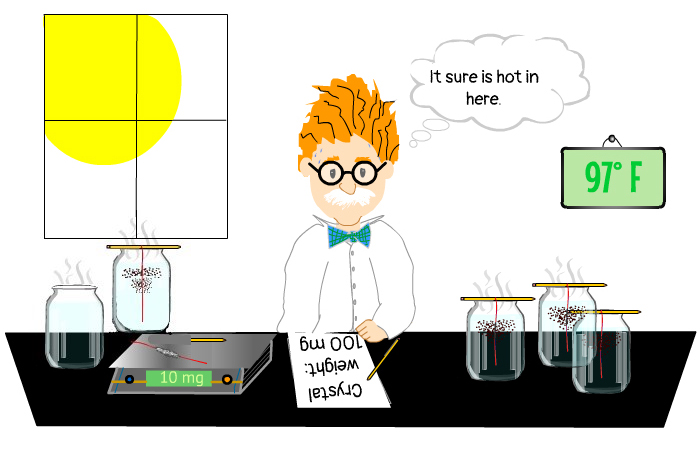 It sure is hot in
here.
97° F
10 mg
Crystal
weight:
100 mg